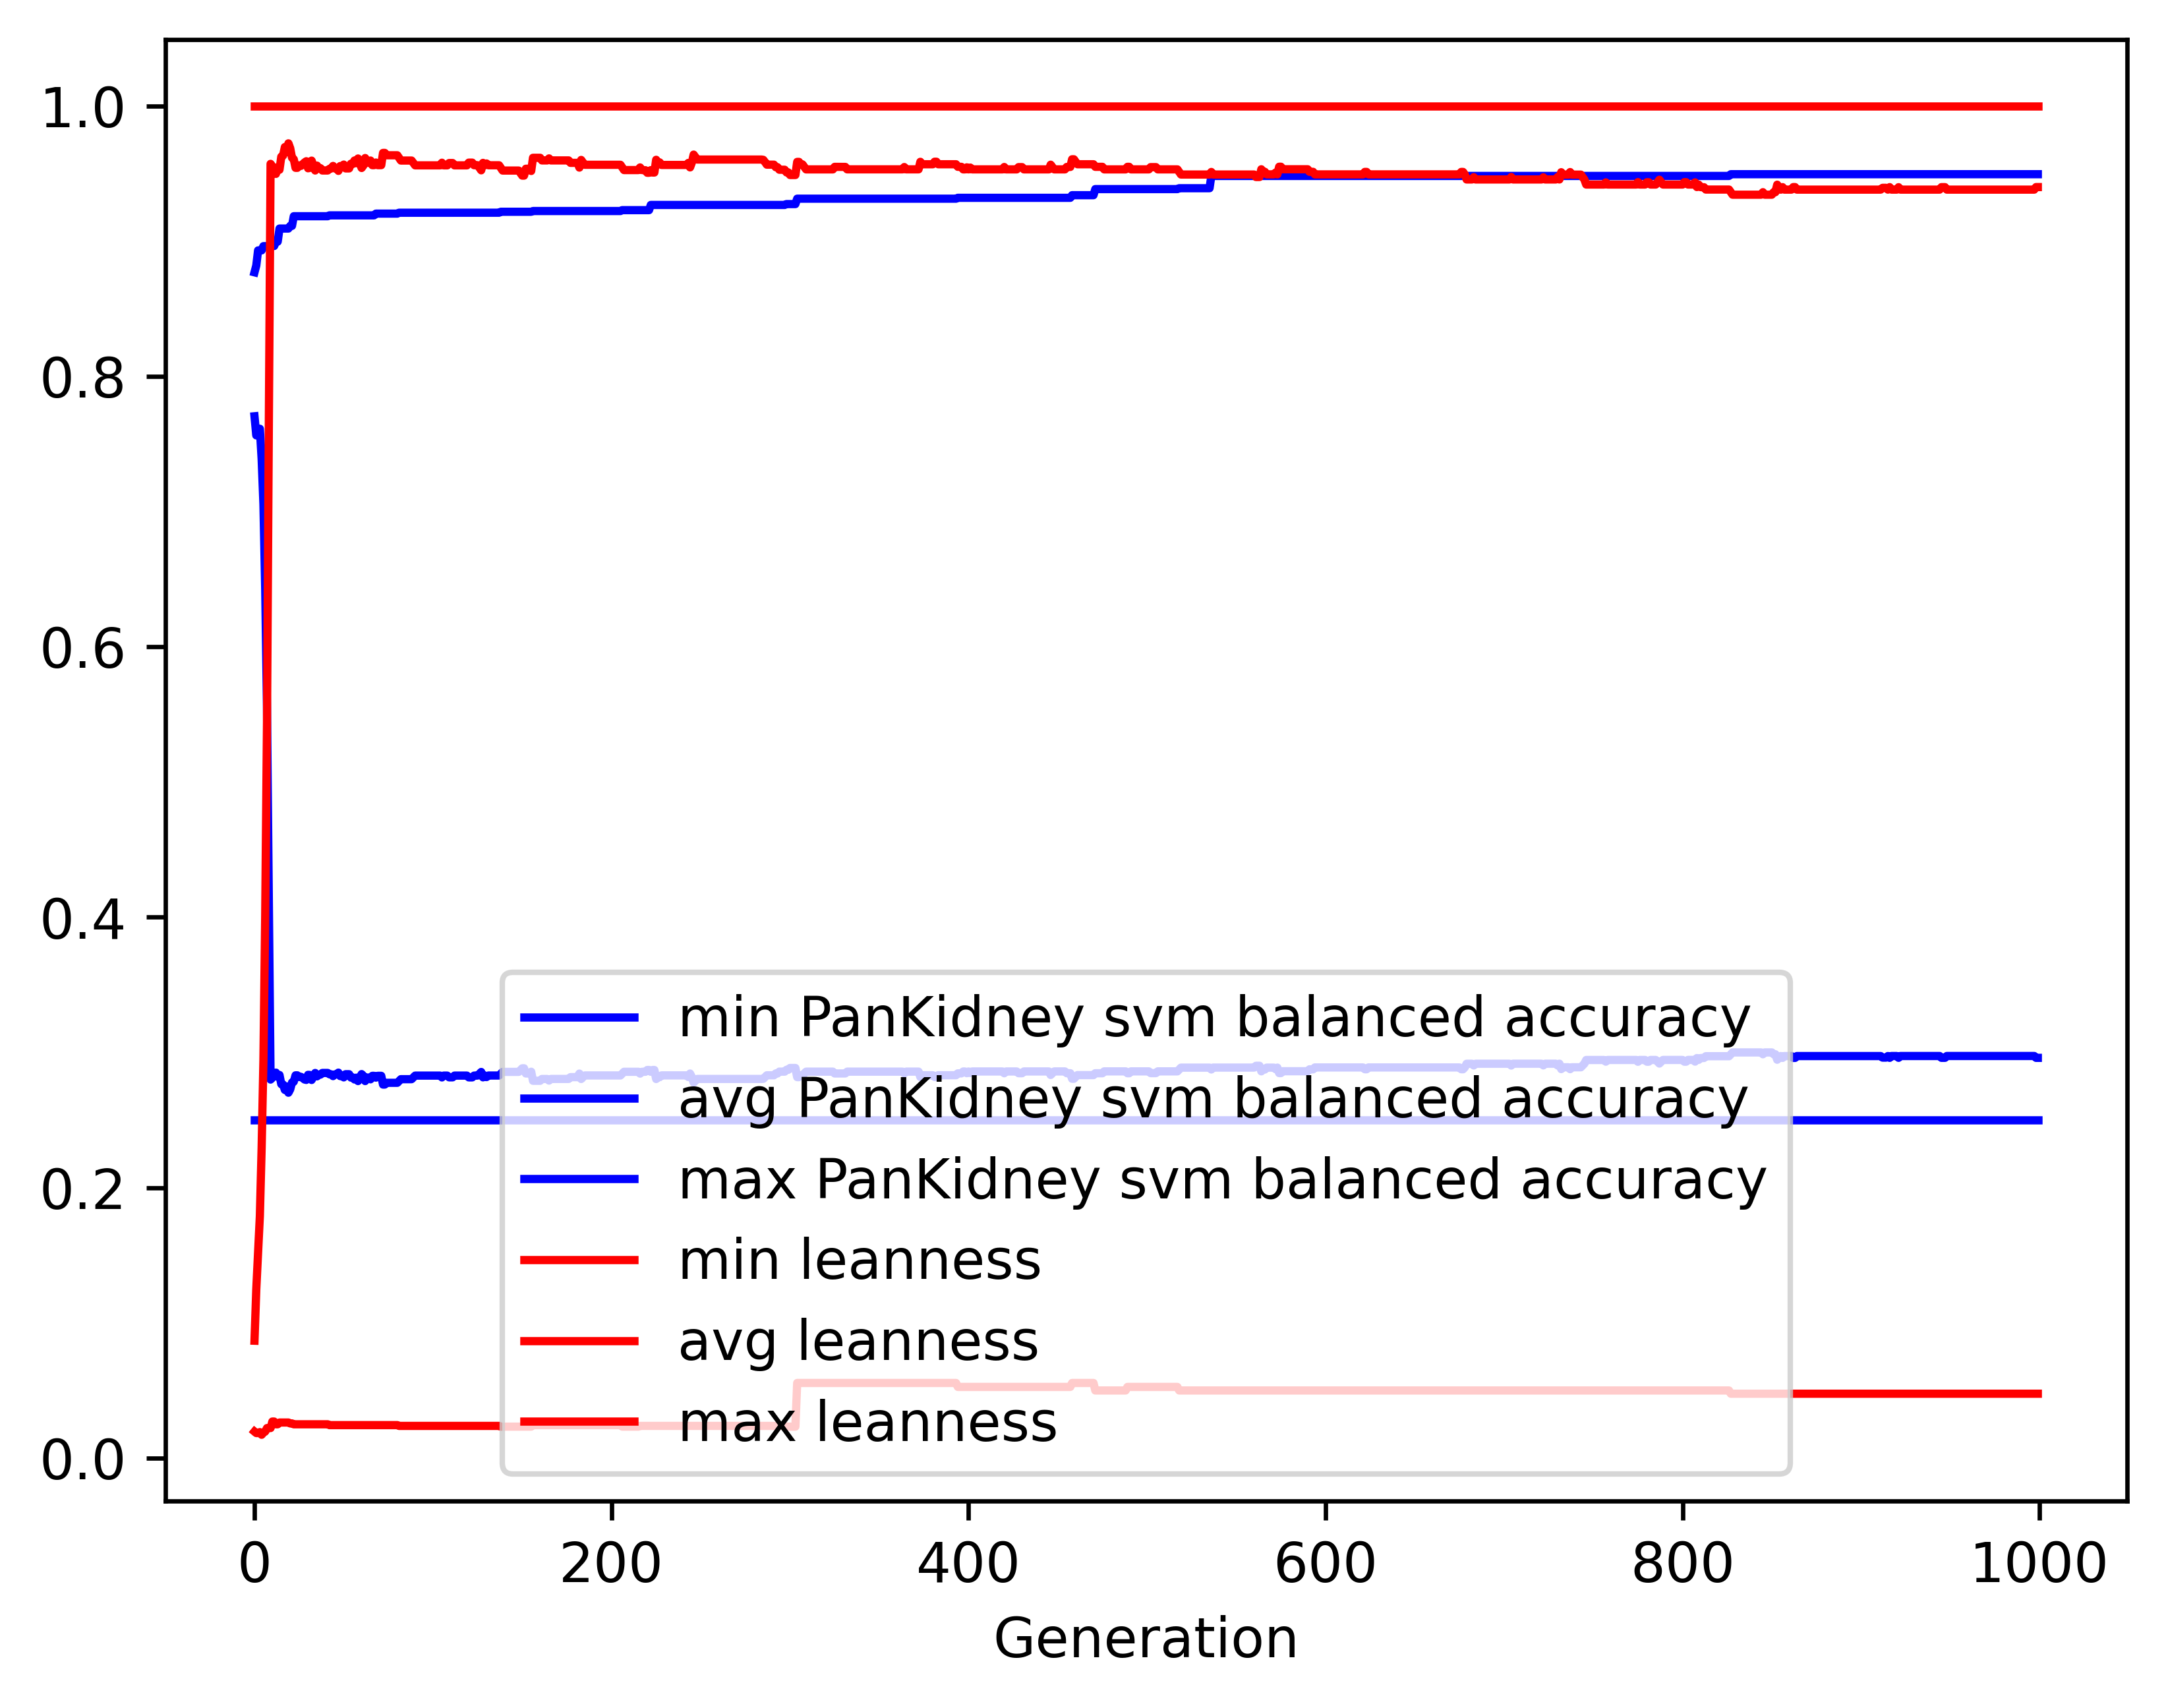 1.0
0.8
0.6
0.4
0.2
0.0
min PanKidney svm balanced accuracy
avg PanKidney svm balanced accuracy
max PanKidney svm balanced accuracy
min leanness
avg leanness
max leanness
0 200 400 600 800 1000
Generation